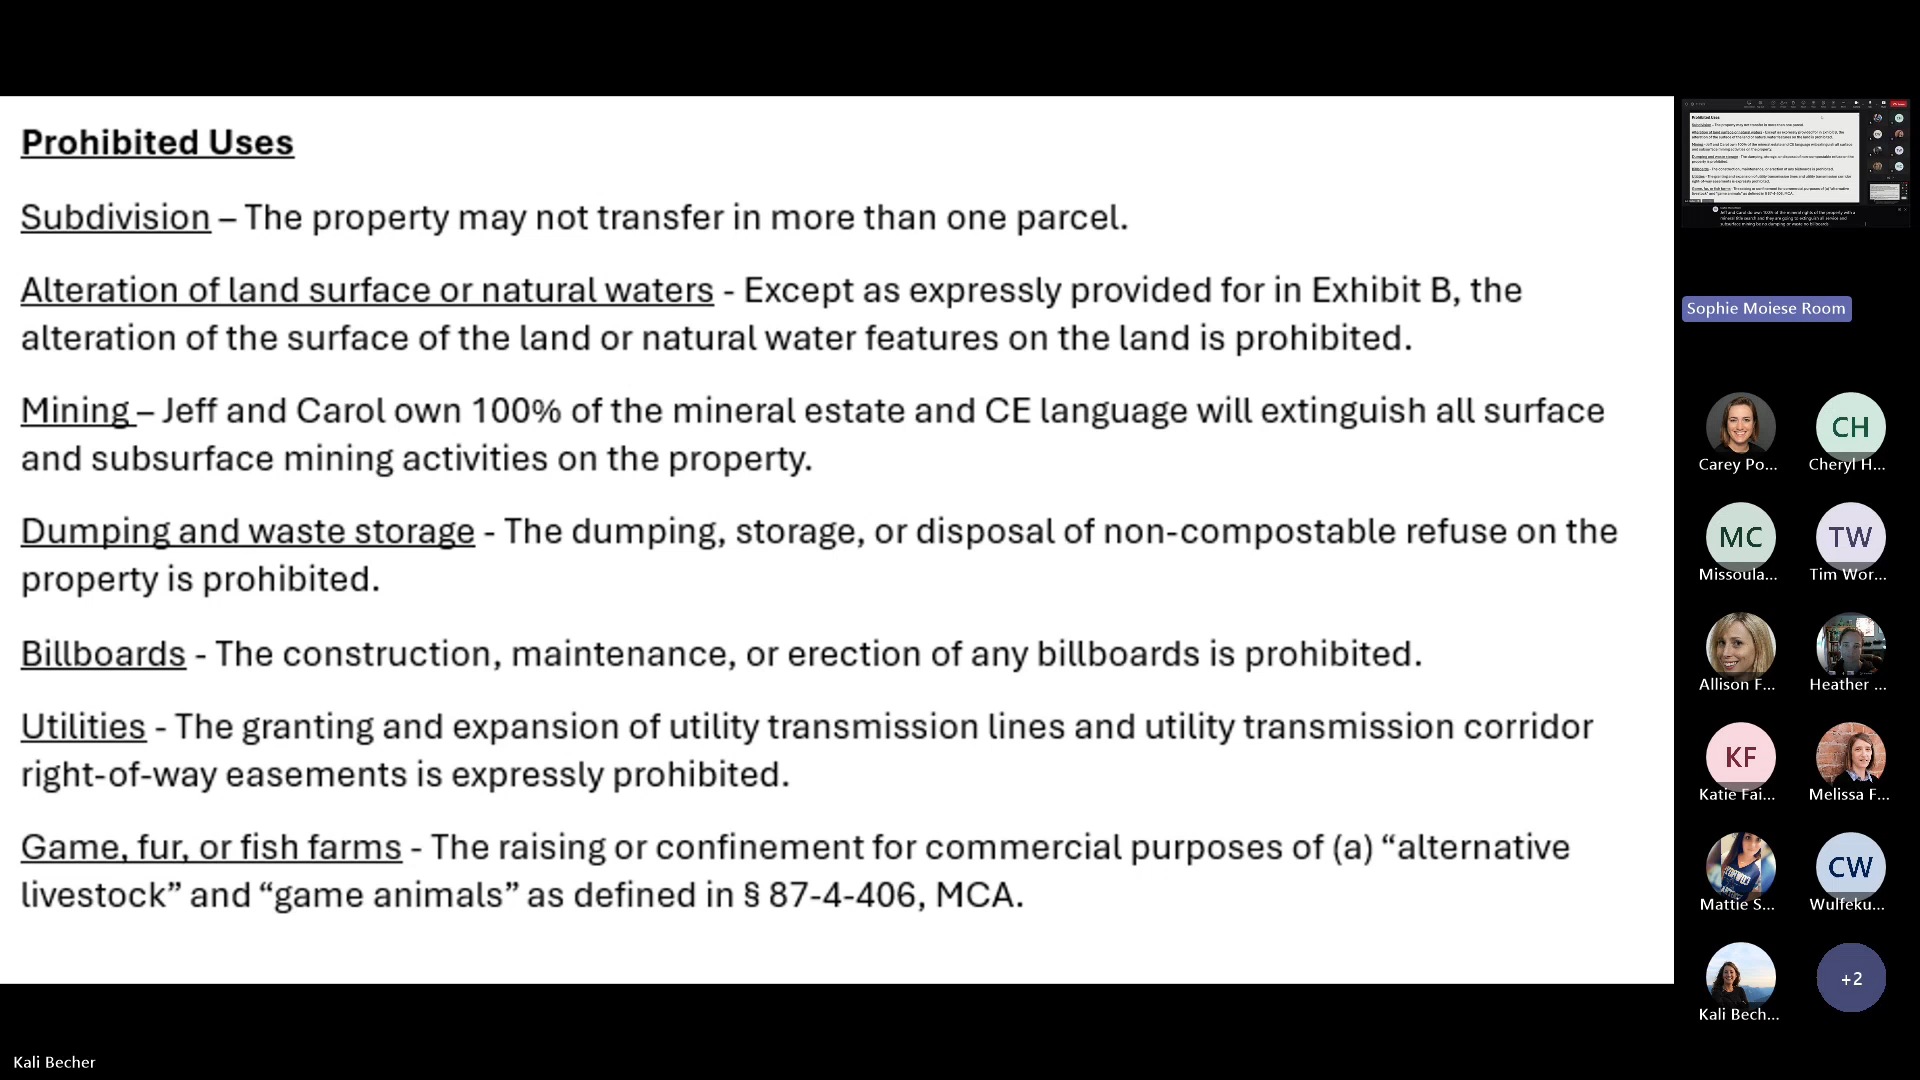 Prohibited Uses
Subdivision – The property may not transfer in more than one parcel.
Alteration of land surface or natural waters - Except as expressly provided for in Exhibit B, the
alteration of the surface of the land or natural water features on the land is prohibited.
Mining – Jeff and Carol own 100% of the mineral estate and CE language will extinguish all surface
and subsurface mining activities on the property.
Dumping and waste storage - The dumping, storage, or disposal of non-compostable refuse on the
property is prohibited.
Billboards - The construction, maintenance, or erection of any billboards is prohibited.
Utilities - The granting and expansion of utility transmission lines and utility transmission corridor
right-of-way easements is expressly prohibited.
Game, fur, or fish farms - The raising or confinement for commercial purposes of (a) “alternative
livestock” and “game animals” as defined in § 87-4-406, MCA.
Sophie Moiese Room
CH
Carey Po... Cheryl H...
MC TW
Missoula... Tim Wor...
Allison F... Heather ...
KF
Katie Fai... Melissa F...
CW
Mattie S... Wulfeku...
+2
Kali Bech...
Kali Becher